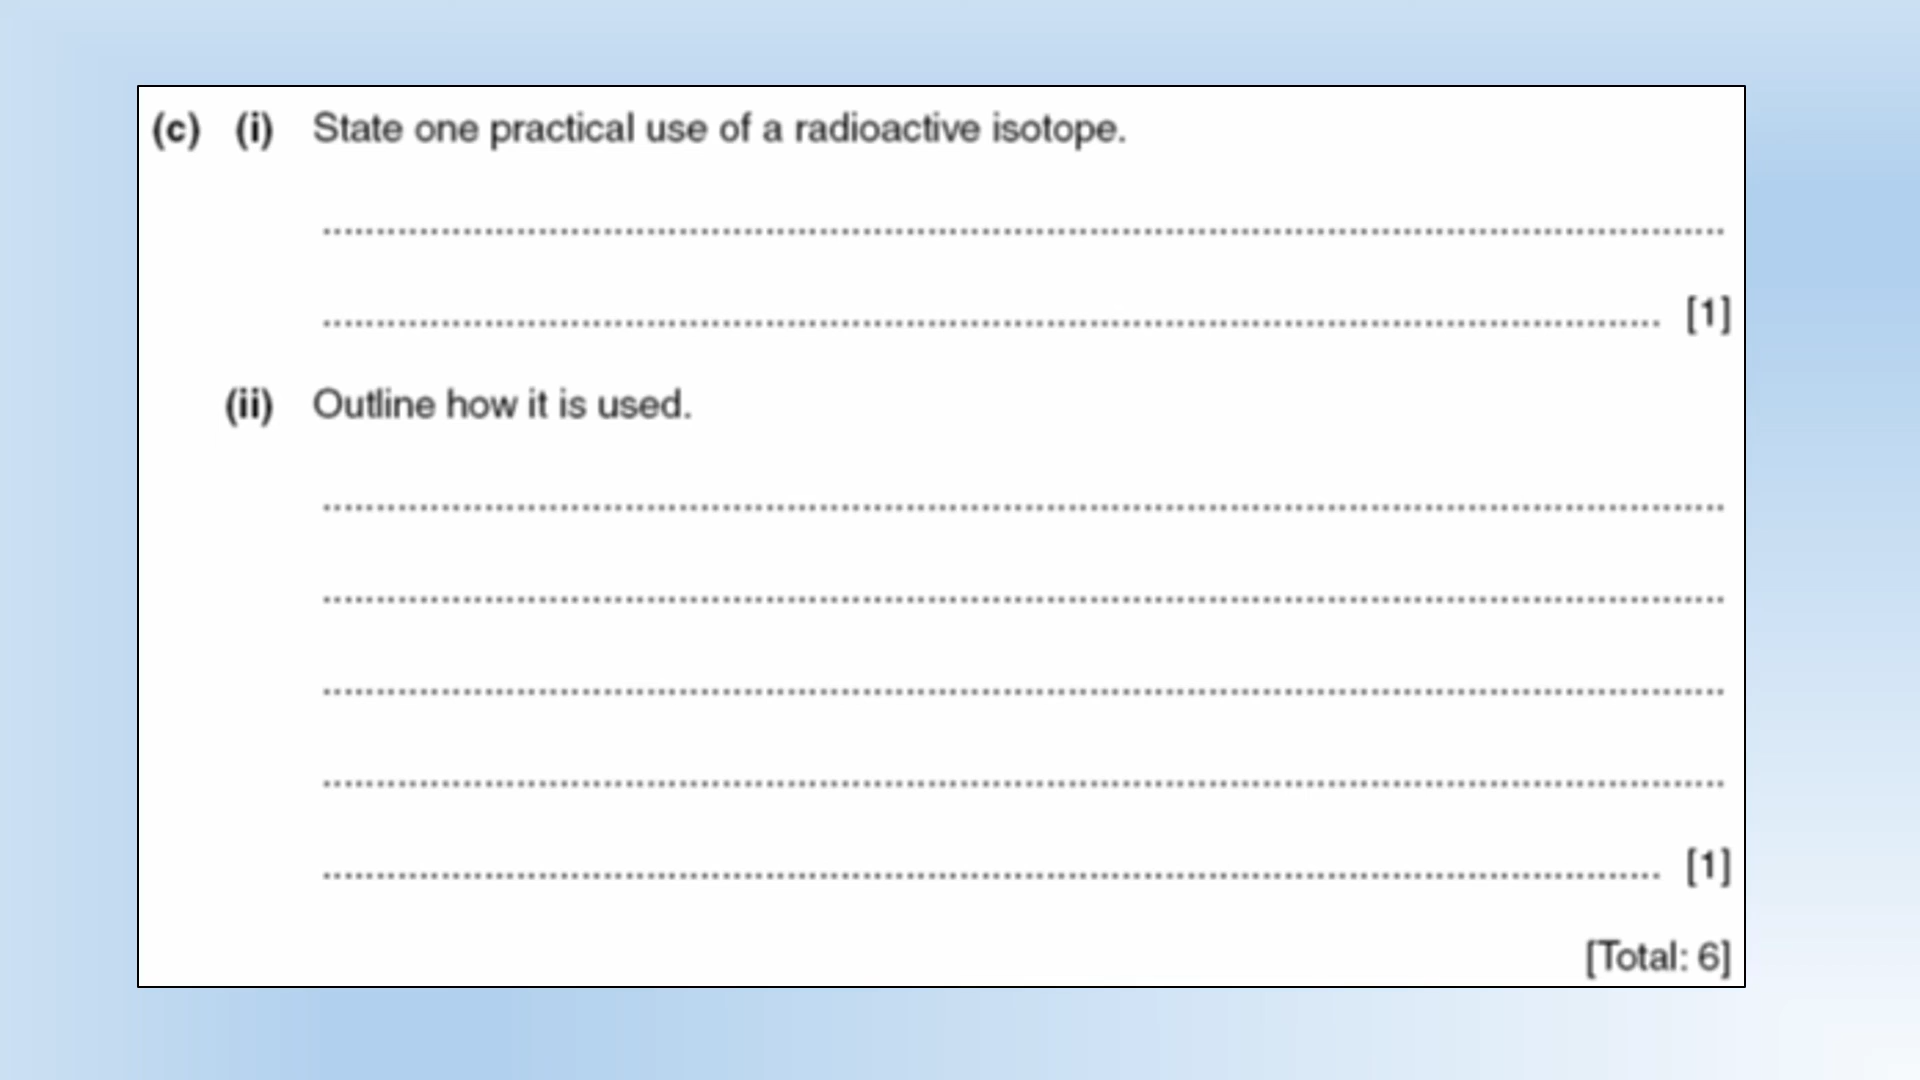 (c) (i) State one practical use of a radioactive isotope.
[1]
(ii) Outline how it is used.
[1]
[Total: 6]